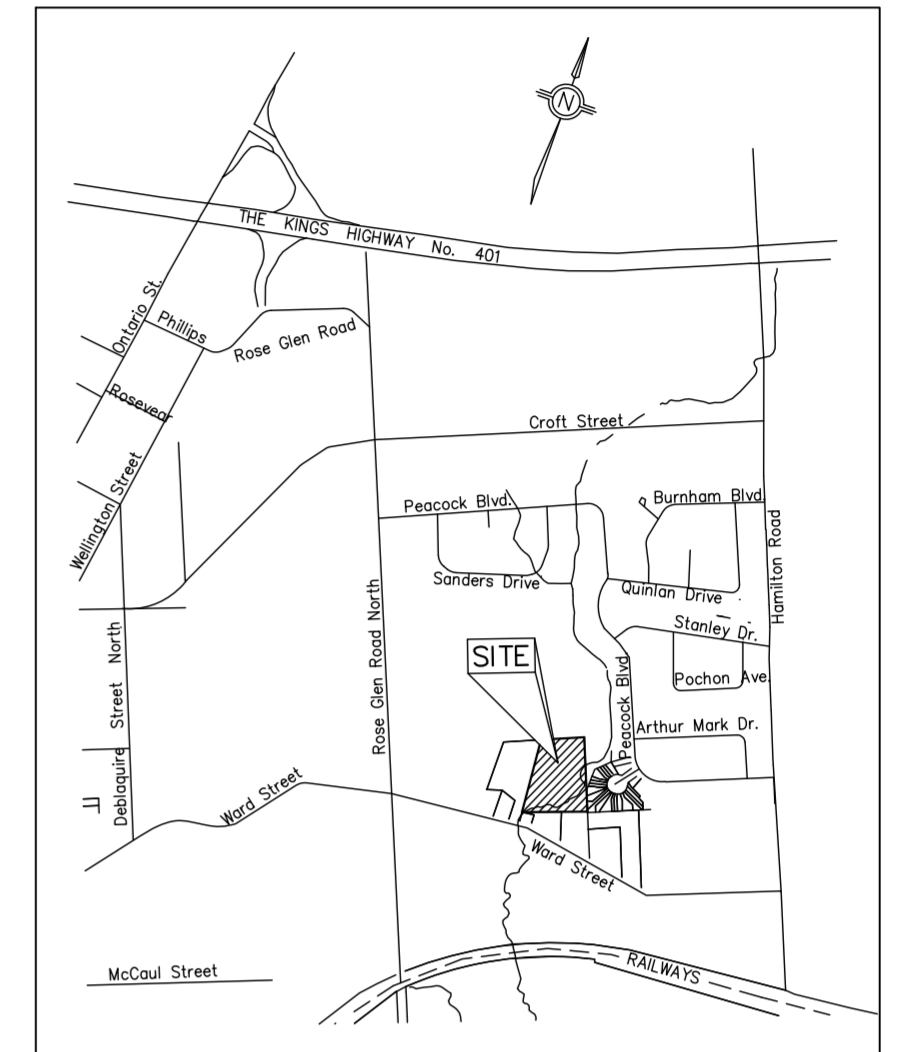 N
THE KINGS HIGHWAY No. 401
Ontario St.
Phillips
Rose Glen Road
Rosevear
Croft Street
Wellington Street
Peacock Blvd.
Burnham Blvd.
Hamilton Road
Sanders Drive
Quinlan Drive
Stanley Dr.
Rose Glen Road North
Deblaquire Street North
SITE
Pochon Ave.
Peacock Blvd
Arthur Mark Dr.
Ward Street
Ward Street
RAILWAYS
McCaul Street